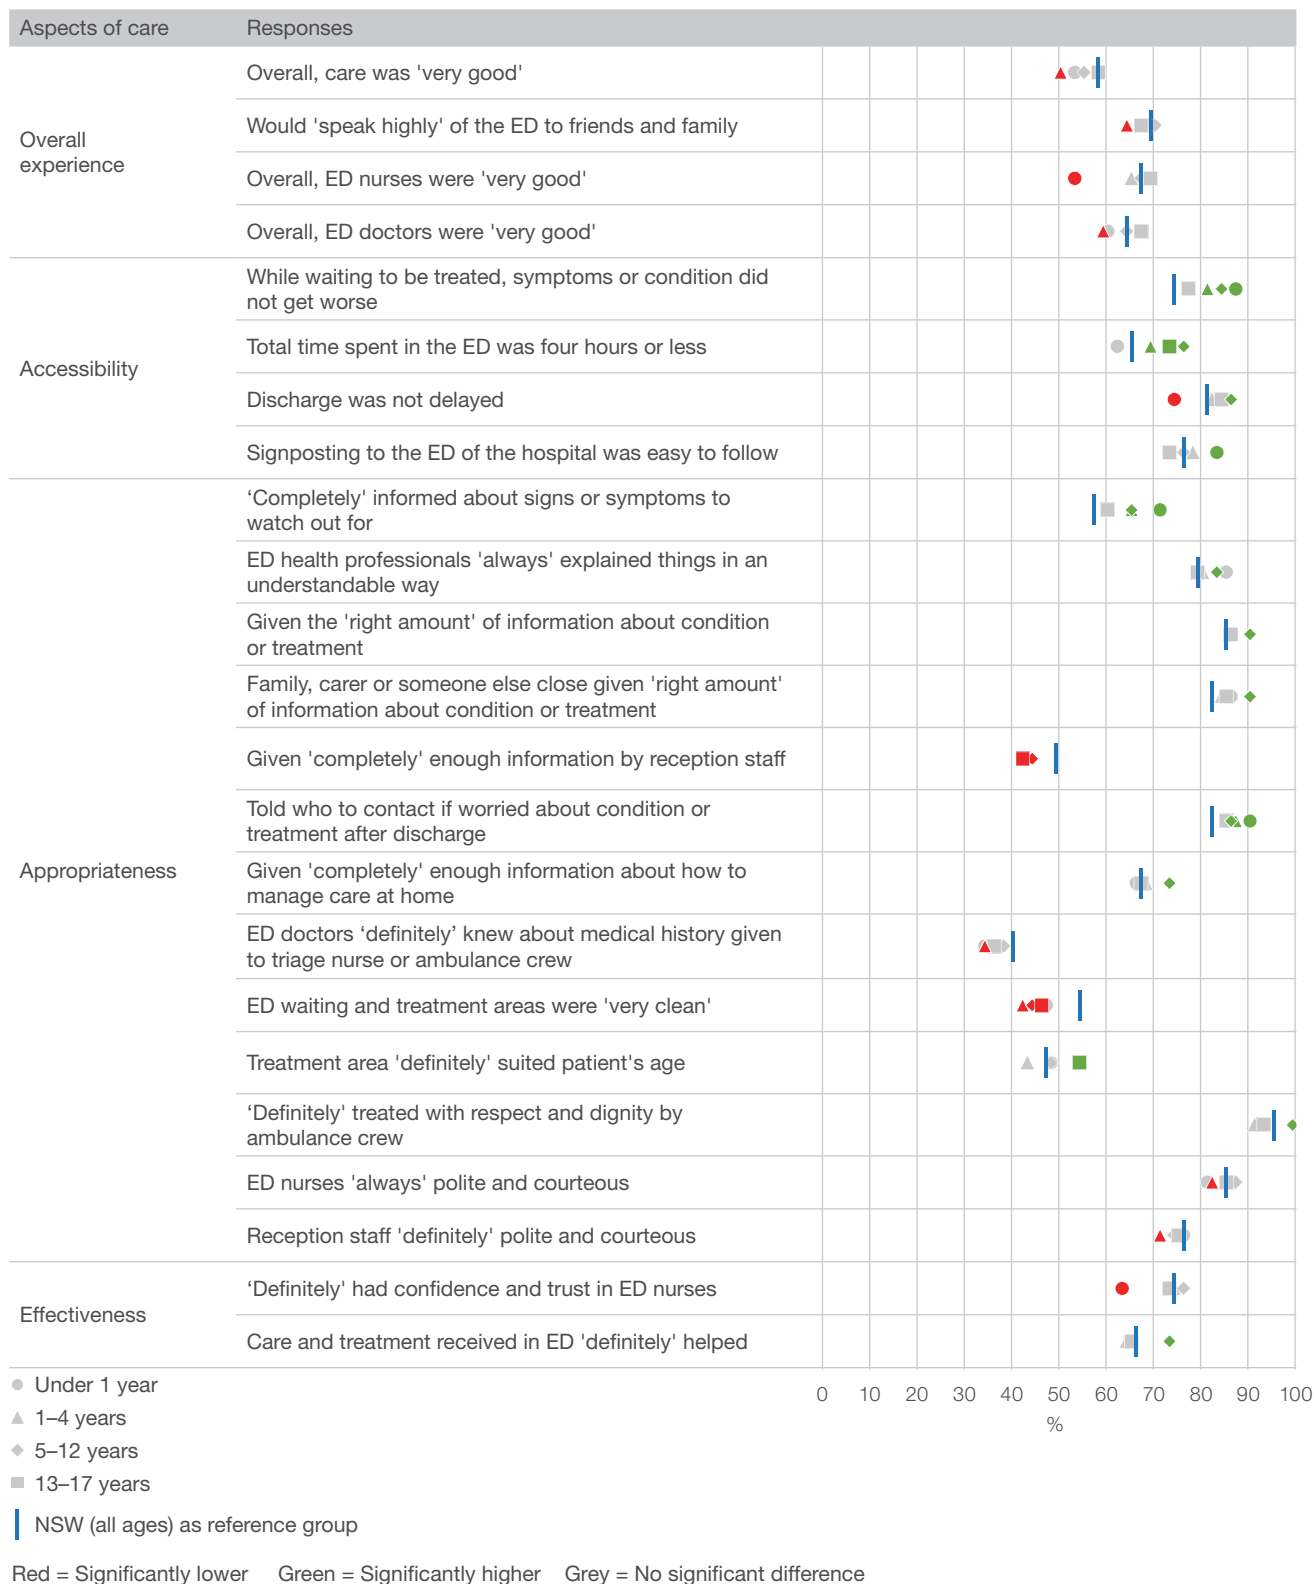 Aspects of care
Responses
Overall
experience
Overall, care was 'very good'
Would 'speak highly' of the ED to friends and family
Overall, ED nurses were 'very good'
Overall, ED doctors were 'very good'
Accessibility
While waiting to be treated, symptoms or condition did
not get worse
Total time spent in the ED was four hours or less
Discharge was not delayed
Signposting to the ED of the hospital was easy to follow
Appropriateness
‘Completely' informed about signs or symptoms to
watch out for
ED health professionals 'always' explained things in an
understandable way
Given the 'right amount' of information about condition
or treatment
Family, carer or someone else close given 'right amount'
of information about condition or treatment
Given 'completely' enough information by reception staff
Told who to contact if worried about condition or
treatment after discharge
Given 'completely' enough information about how to
manage care at home
ED doctors ‘definitely’ knew about medical history given
to triage nurse or ambulance crew
ED waiting and treatment areas were 'very clean'
Treatment area 'definitely' suited patient's age
‘Definitely' treated with respect and dignity by
ambulance crew
ED nurses 'always' polite and courteous
Reception staff 'definitely' polite and courteous
Effectiveness
‘Definitely' had confidence and trust in ED nurses
Care and treatment received in ED 'definitely' helped
0 10 20 30 40 50 60 70 80 90 100
%
Under 1 year
1–4 years
5–12 years
13–17 years
NSW (all ages) as reference group
Red = Significantly lower Green = Significantly higher Grey = No significant difference